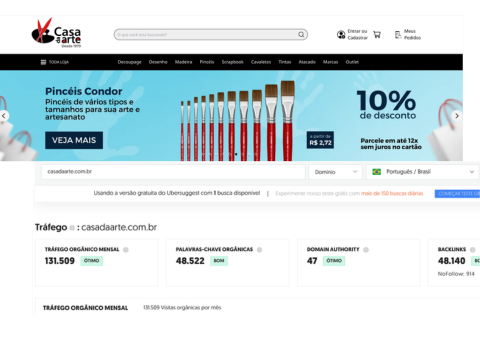 Casa
da arte
Desde 1979
O que você está buscando?
Entrar ou
Cadastrar
Meus
Pedidos
TODA LOJA
Decoupage
Desenho
Madeira
Pincéis
Scrapbook
Cavaletes
Tintas
Atacado
Marcas
Outlet
Pincéis Condor
Pincéis de vários tipos e
tamanhos para sua arte e
artesanato
VEJA MAIS
a partir de
R$ 2,72
10%
de desconto
Parcele em até 12x
sem juros no cartão
casadaarte.com.br
Domínio
Português / Brasil
Usando a versão gratuita do Ubersuggest com 1 busca disponível
Experimente nosso teste grátis com mais de 150 buscas diárias
COMEÇAR TESTE
Tráfego : casadaarte.com.br
TRÁFEGO ORGÂNICO MENSAL
131.509 ÓTIMO
PALAVRAS-CHAVE ORGÂNICAS
48.522 BOM
DOMAIN AUTHORITY
47 ÓTIMO
BACKLINKS
48.140
NoFollow: 914
TRÁFEGO ORGÂNICO MENSAL
131.509 Visitas orgânicas por mês